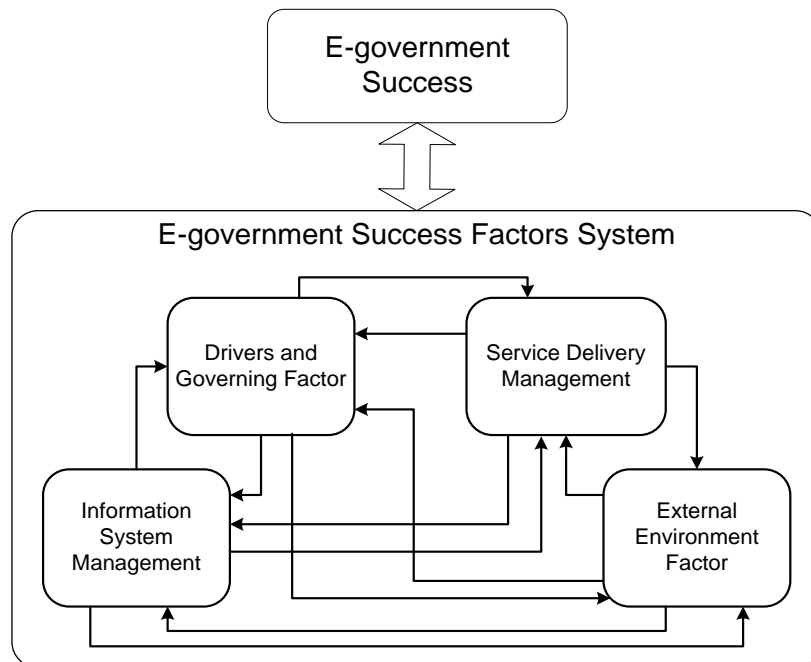 E-government
Success
E-government Success Factors System
Drivers and
Governing Factor
Service Delivery
Management
Information
System
Management
External
Environment
Factor